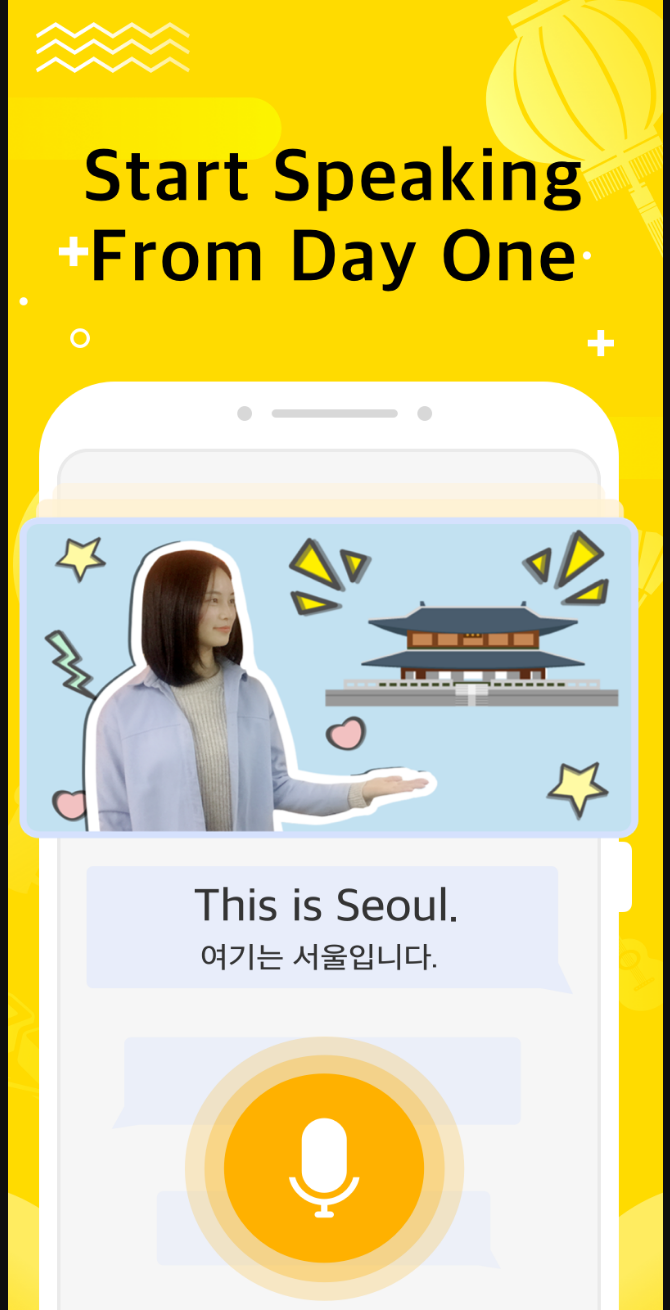 Start Speaking
From Day One
This is Seoul.
여기는 서울입니다.